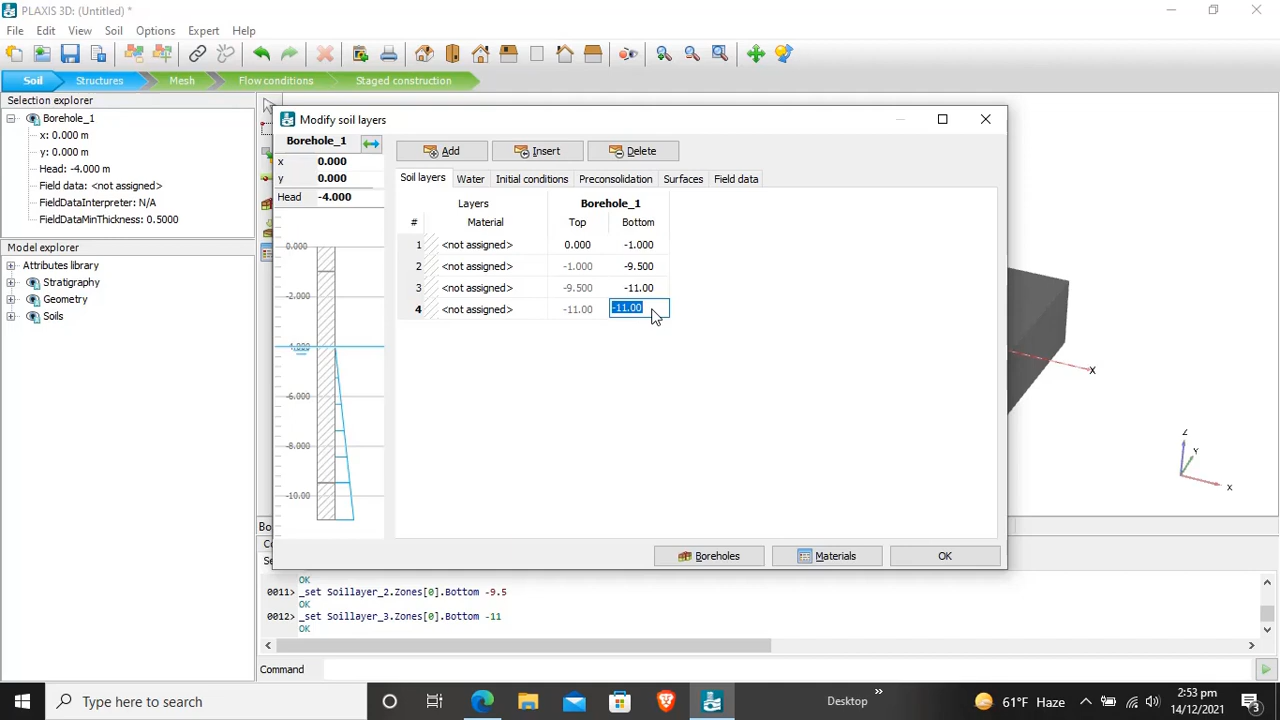 PLAXIS 3D: (Untitled) *
File Edit View Soil Options Expert Help
Soil Structures Mesh Flow conditions Staged construction
Selection explorer
Borehole_1
x: 0.000 m
y: 0.000 m
Head: -4.000 m
Field data: <not assigned>
FieldDataInterpreter: N/A
FieldDataMinThickness: 0.5000
Model explorer
Attributes library
Stratigraphy
Geometry
Soils
Modify soil layers
Borehole_1
x 0.000
y 0.000
Head -4.000
0.000
-2.000
-6.000
-8.000
-10.00
Add Insert Delete
Soil layers Water Initial conditions Preconsolidation Surfaces Field data
Layers Borehole_1
# Material Top Bottom
1 <not assigned> 0.000 -1.000
2 <not assigned> -1.000 -9.500
3 <not assigned> -9.500 -11.00
4 <not assigned> -11.00 -11.00
Boreholes Materials OK
X
Z
Y
X
OK
0011> _set Soillayer_2.Zones[0].Bottom -9.5
OK
0012> _set Soillayer_3.Zones[0].Bottom -11
OK
Command
Type here to search
Desktop
61°F Haze
2:53 pm
14/12/2021
3